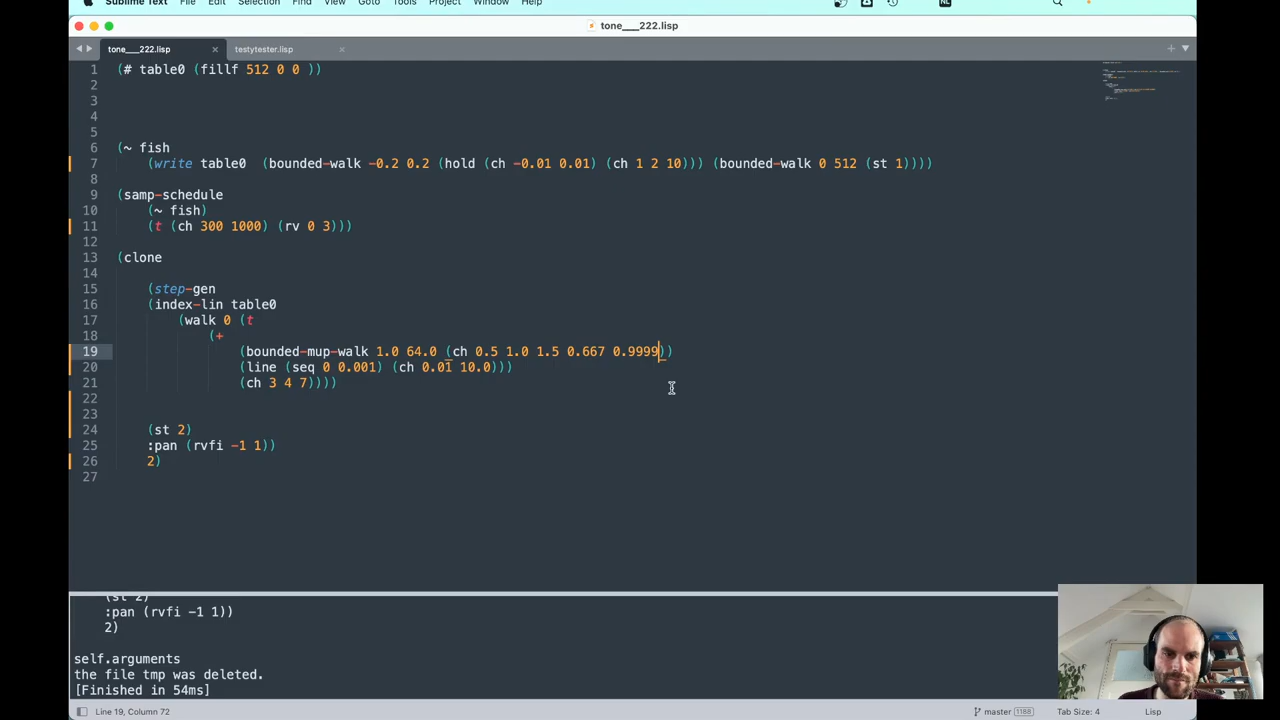 Sublime Text File Edit Selection Find View Goto Tools Project Window Help NL
tone___222.lisp
tone___222.lisp × testytester.lisp ×
1 (# table0 (fillf 512 0 0 ))
2
3
4
5
6 (~ fish
7 (write table0 (bounded-walk -0.2 0.2 (hold (ch -0.01 0.01) (ch 1 2 10))) (bounded-walk 0 512 (st 1))))
8
9 (samp-schedule
10 (~ fish)
11 (t (ch 300 1000) (rv 0 3)))
12
13 (clone
14
15 (step-gen
16 (index-lin table0
17 (walk 0 (t
18 (+
19 (bounded-mup-walk 1.0 64.0 (ch 0.5 1.0 1.5 0.667 0.9999))
20 (line (seq 0 0.001) (ch 0.01 10.0)))
21 (ch 3 4 7))))
22
23
24 (st 2)
25 :pan (rvfi -1 1))
26 2)
27
(st 2)
:pan (rvfi -1 1))
2)
self.arguments
the file tmp was deleted.
[Finished in 54ms]
Line 19, Column 72 master 1188 Tab Size: 4 Lisp